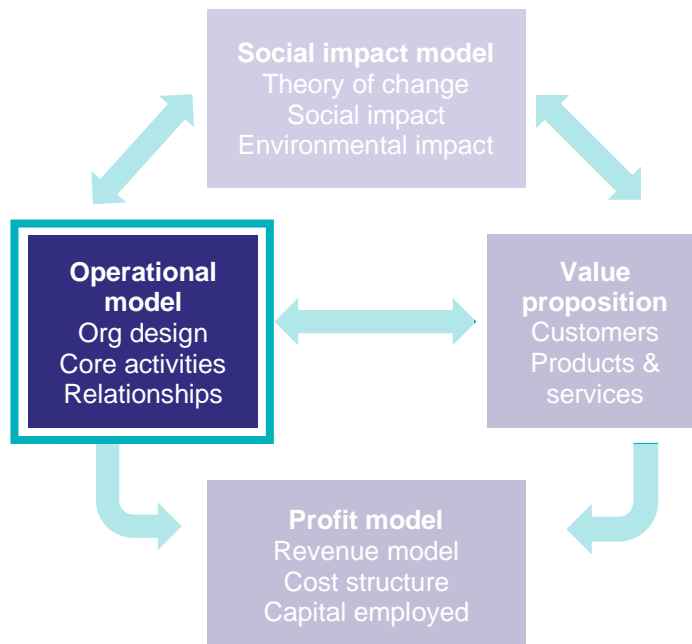 Social impact model
Theory of change
Social impact
Environmental impact
Operational
model
Org design
Core activities
Relationships
Value
proposition
Customers
Products &
services
Profit model
Revenue model
Cost structure
Capital employed